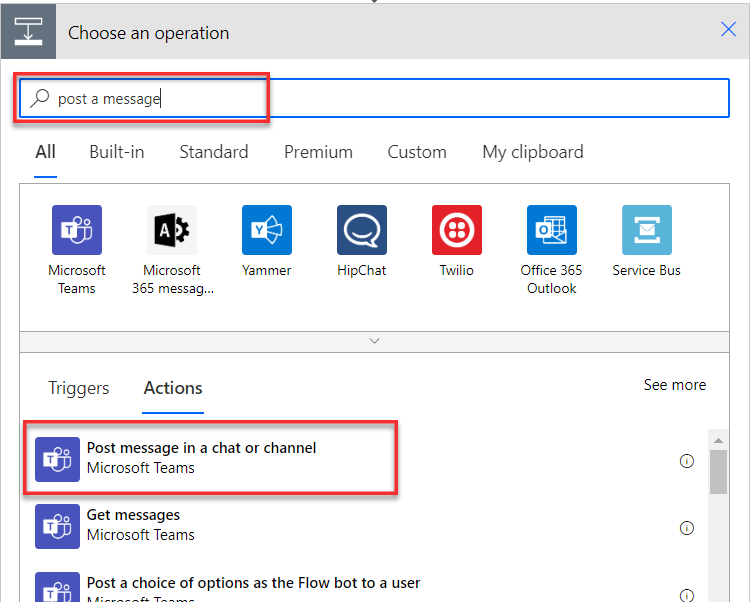 Choose an operation
post a message
All Built-in Standard Premium Custom My clipboard
Microsoft Teams
Microsoft 365 messag...
Yammer
HipChat
Twilio
Office 365 Outlook
Service Bus
Triggers Actions See more
Post message in a chat or channel
Microsoft Teams
Get messages
Microsoft Teams
Post a choice of options as the Flow bot to a user
Microsoft Teams